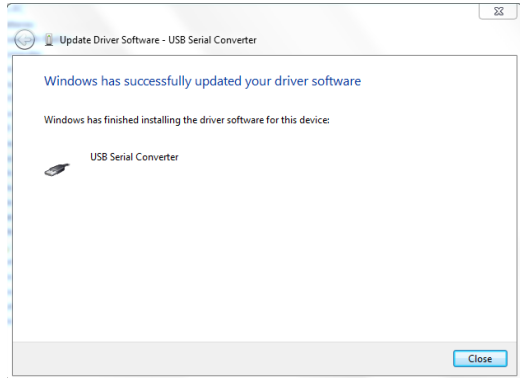 Update Driver Software - USB Serial Converter
Windows has successfully updated your driver software
Windows has finished installing the driver software for this device:
USB Serial Converter
Close